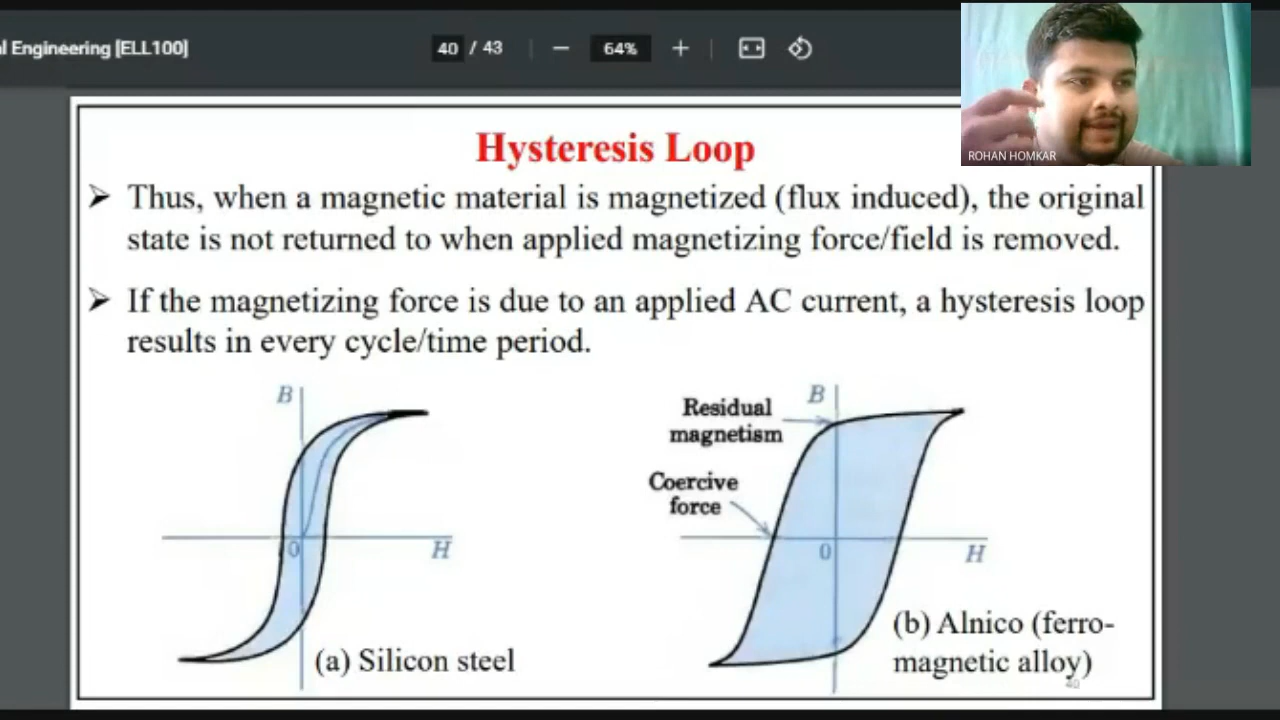 l Engineering [ELL100]
40 / 43
64%
ROHAN HOMKAR
Hysteresis Loop
➢ Thus, when a magnetic material is magnetized (flux induced), the original
state is not returned to when applied magnetizing force/field is removed.
➢ If the magnetizing force is due to an applied AC current, a hysteresis loop
results in every cycle/time period.
B
0
H
(a) Silicon steel
Residual
magnetism
Coercive
force
B
0
H
(b) Alnico (ferro-
magnetic alloy)
40